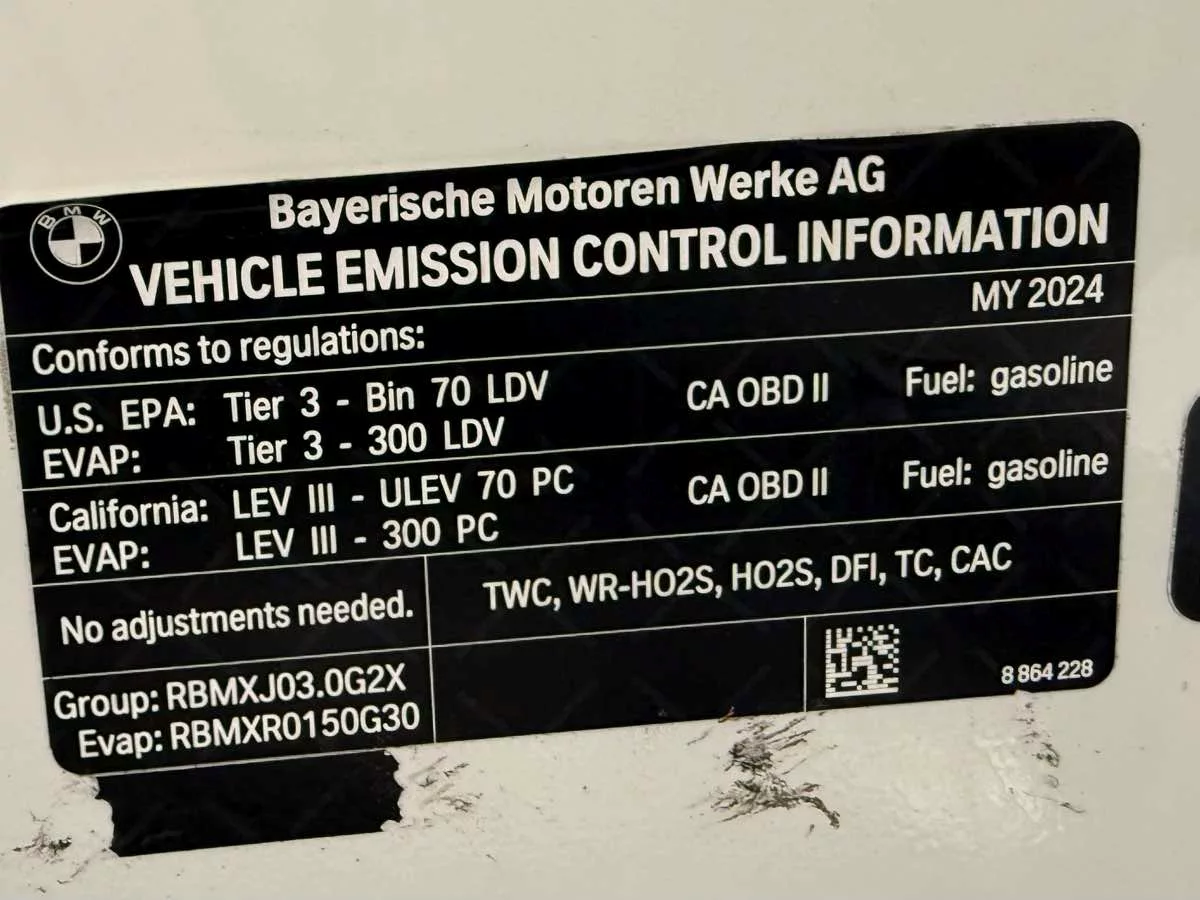 BMW
Bayerische Motoren Werke AG
VEHICLE EMISSION CONTROL INFORMATION
MY 2024
Conforms to regulations:
U.S. EPA: Tier 3 - Bin 70 LDV CA OBD II Fuel: gasoline
EVAP: Tier 3 - 300 LDV
California: LEV III - ULEV 70 PC CA OBD II Fuel: gasoline
EVAP: LEV III - 300 PC
No adjustments needed. TWC, WR-HO2S, HO2S, DFI, TC, CAC
Group: RBMXJ03.0G2X
Evap: RBMXR0150G30
8 864 228